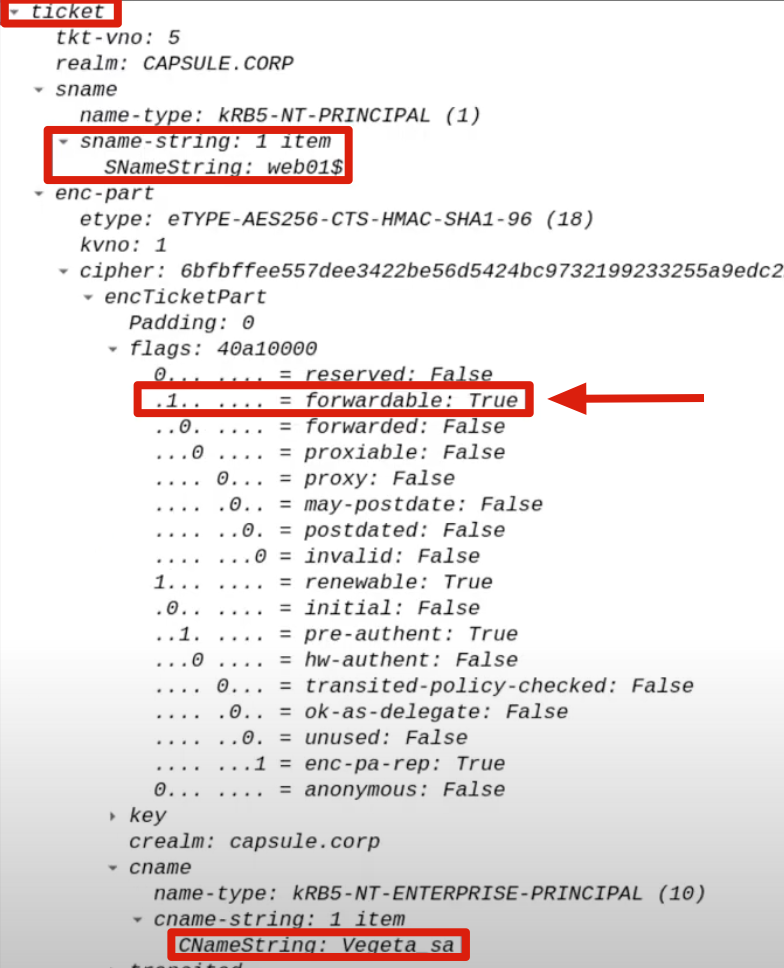 ticket
tkt-vno: 5
realm: CAPSULE.CORP
sname
name-type: kRB5-NT-PRINCIPAL (1)
sname-string: 1 item
SNameString: web01$
enc-part
etype: eTYPE-AES256-CTS-HMAC-SHA1-96 (18)
kvno: 1
cipher: 6bfbffee557dee3422be56d5424bc9732199233255a9edc2
encTicketPart
Padding: 0
flags: 40a10000
0... .... = reserved: False
.1.. .... = forwardable: True
..0. .... = forwarded: False
...0 .... = proxiable: False
.... 0... = proxy: False
.... .0.. = may-postdate: False
.... ..0. = postdated: False
.... ...0 = invalid: False
1... .... = renewable: True
.0.. .... = initial: False
..1. .... = pre-authent: True
...0 .... = hw-authent: False
.... 0... = transited-policy-checked: False
.... .0.. = ok-as-delegate: False
.... ..0. = unused: False
.... ...1 = enc-pa-rep: True
0... .... = anonymous: False
key
crealm: capsule.corp
cname
name-type: kRB5-NT-ENTERPRISE-PRINCIPAL (10)
cname-string: 1 item
CNameString: Vegeta_sa
transited